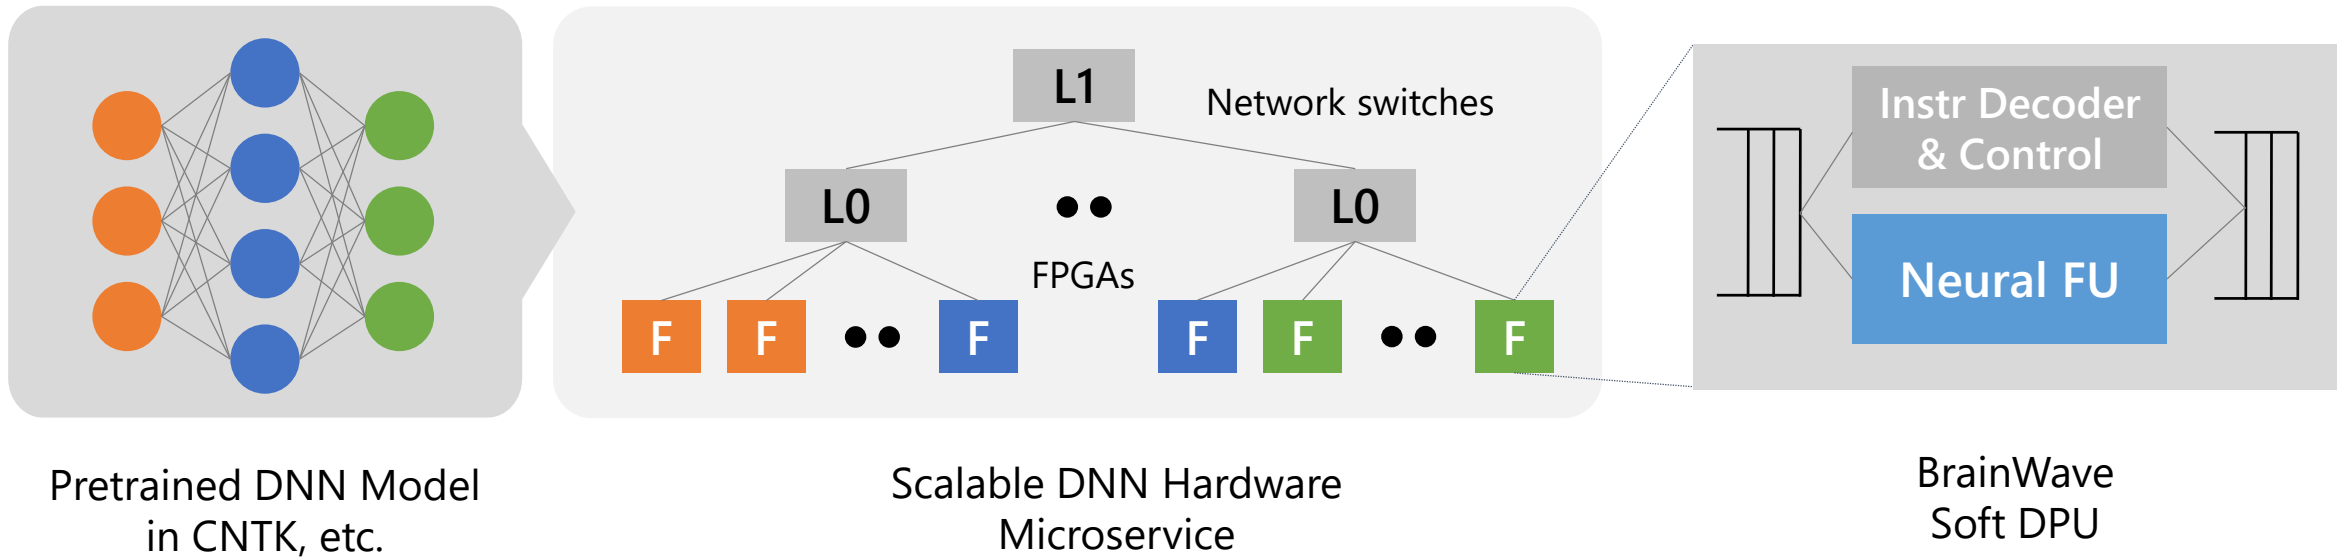 L1
Network switches
L0
L0
FPGAs
F
F
F
F
F
F
Instr Decoder
& Control
Neural FU
Pretrained DNN Model
in CNTK, etc.
Scalable DNN Hardware
Microservice
BrainWave
Soft DPU